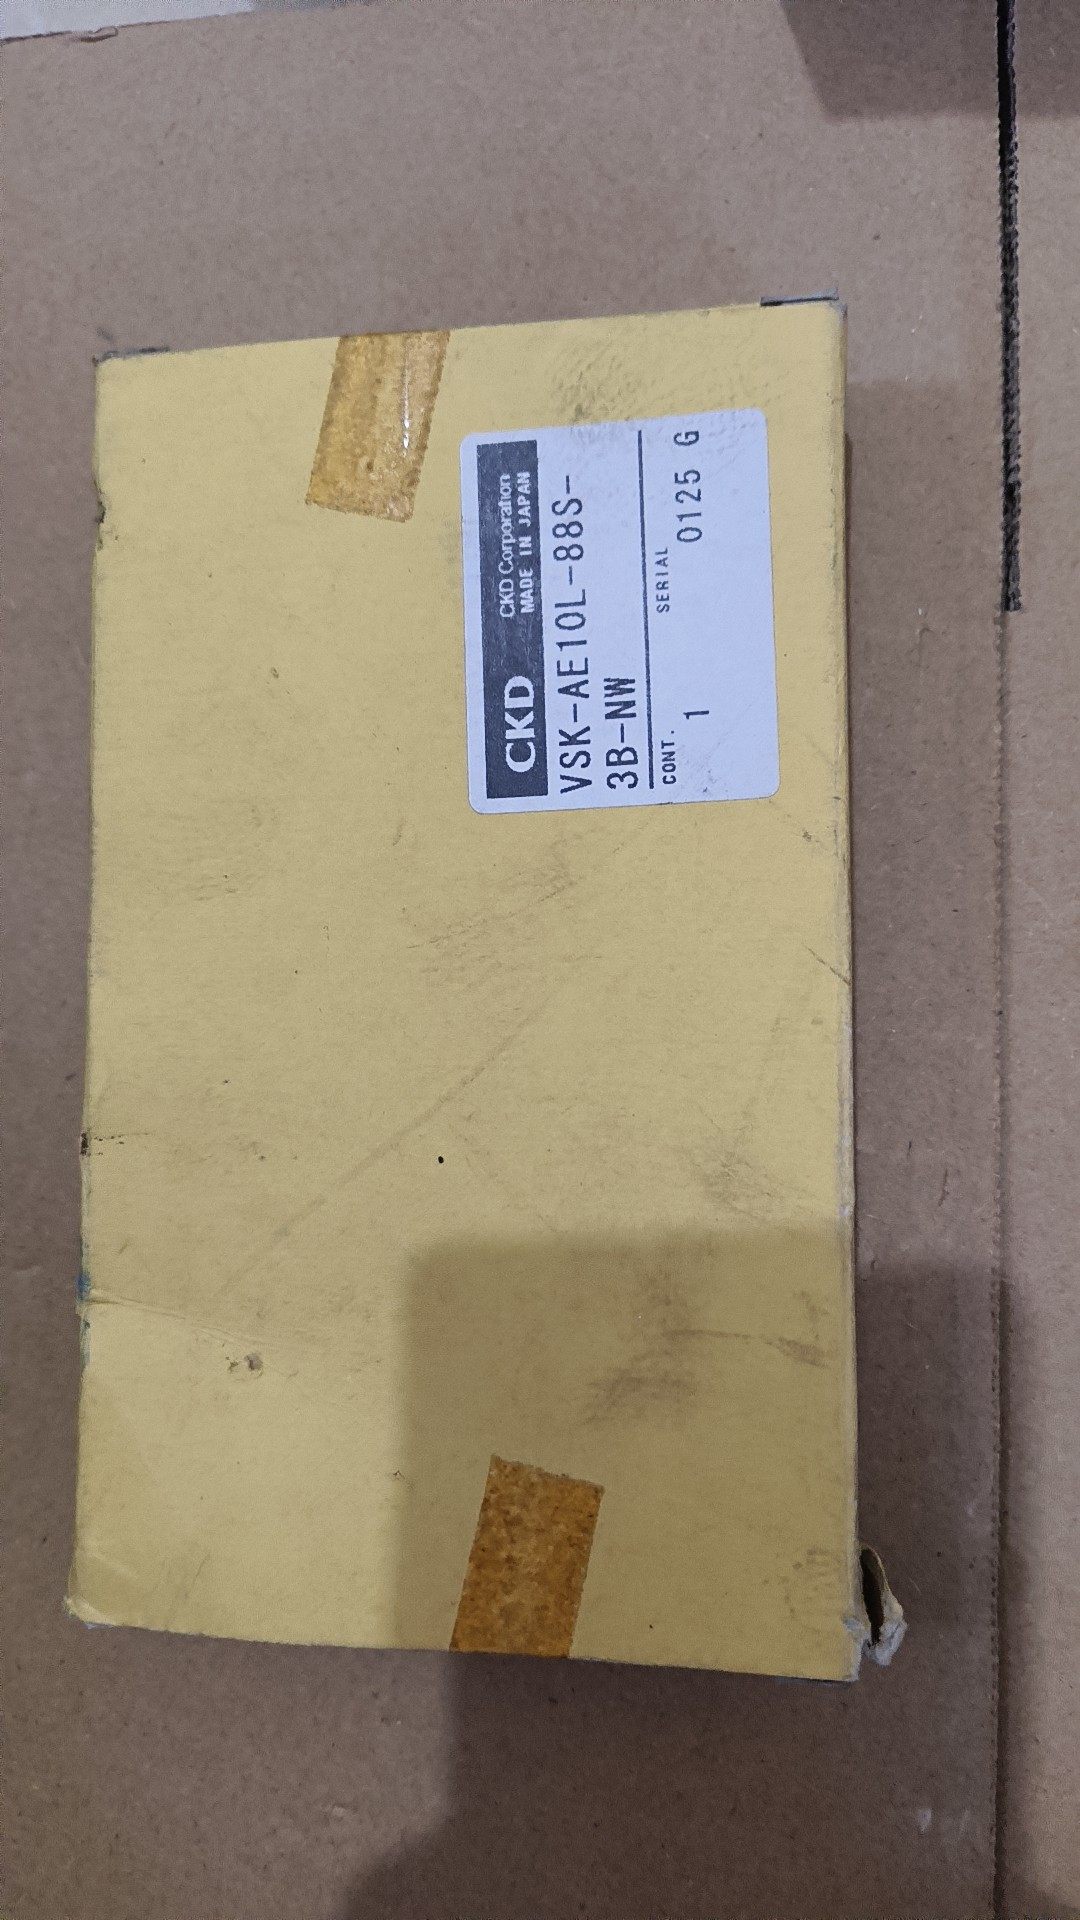 CKD
CKD Corporation
MADE IN JAPAN
VSK-AE10L-88S-
3B-NW
CONT. SERIAL
1 0125 G